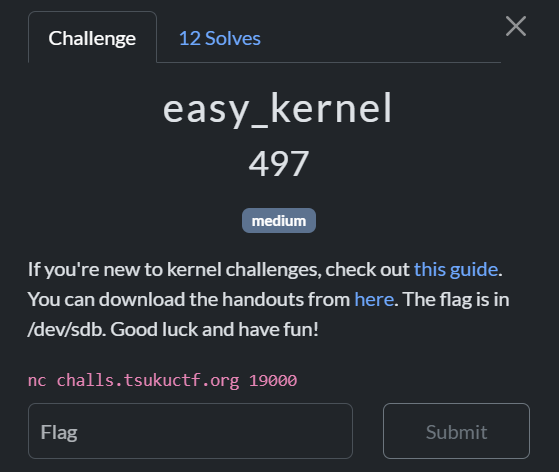 Challenge
12 Solves
easy_kernel
497
medium
If you're new to kernel challenges, check out this guide.
You can download the handouts from here. The flag is in
/dev/sdb. Good luck and have fun!
nc challs.tsukuctf.org 19000
Flag
Submit